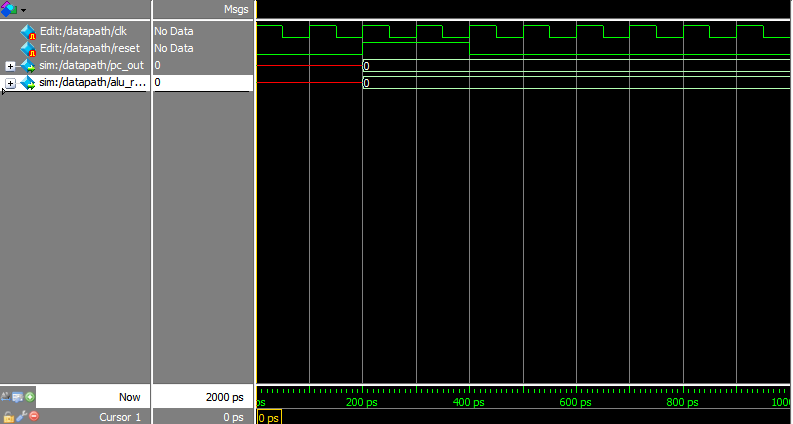 Msgs
Edit:/datapath/clk No Data
Edit:/datapath/reset No Data
sim:/datapath/pc_out 0 0
sim:/datapath/alu_r... 0 0
Now 2000 ps ps 200 ps 400 ps 600 ps 800 ps 1000
Cursor 1 0 ps 0 ps